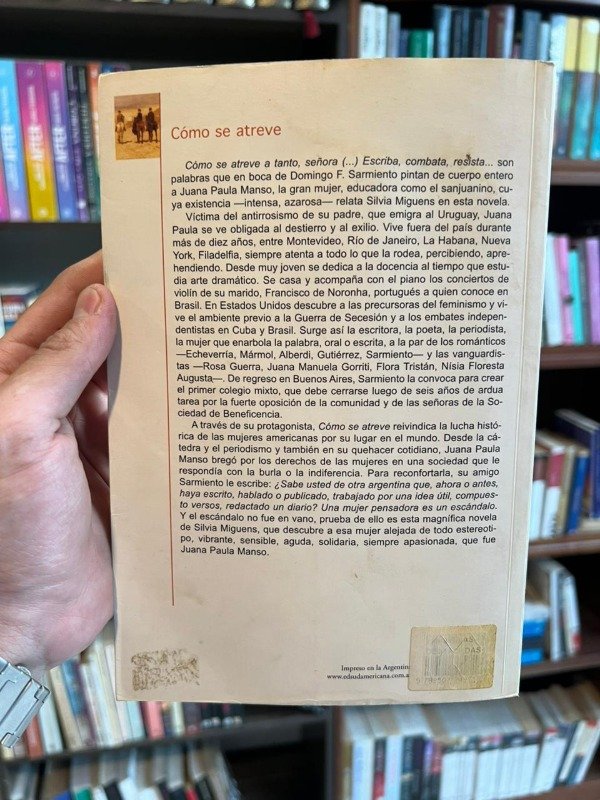 Cómo se atreve
Cómo se atreve a tanto, señora (...) Escriba, combata, resista... son
palabras que en boca de Domingo F. Sarmiento pintan de cuerpo entero
a Juana Paula Manso, la gran mujer, educadora como el sanjuanino, cu-
ya existencia —intensa, azarosa— relata Silvia Miguens en esta novela.
Víctima del antirrosismo de su padre, que emigra al Uruguay, Juana
Paula se ve obligada al destierro y al exilio. Vive fuera del país durante
más de diez años, entre Montevideo, Río de Janeiro, La Habana, Nueva
York, Filadelfia, siempre atenta a todo lo que la rodea, percibiendo, apre-
hendiendo. Desde muy joven se dedica a la docencia al tiempo que estu-
dia arte dramático. Se casa y acompaña con el piano los conciertos de
violín de su marido, Francisco de Noronha, portugués a quien conoce en
Brasil. En Estados Unidos descubre a las precursoras del feminismo y vi-
ve el ambiente previo a la Guerra de Secesión y a los embates indepen-
dentistas en Cuba y Brasil. Surge así la escritora, la poeta, la periodista,
la mujer que enarbola la palabra, oral o escrita, a la par de los románticos
—Echeverría, Mármol, Alberdi, Gutiérrez, Sarmiento— y las vanguardis-
tas —Rosa Guerra, Juana Manuela Gorriti, Flora Tristán, Nísia Floresta
Augusta—. De regreso en Buenos Aires, Sarmiento la convoca para crear
el primer colegio mixto, que debe cerrarse luego de seis años de ardua
tarea por la fuerte oposición de la comunidad y de las señoras de la So-
ciedad de Beneficencia.
A través de su protagonista, Cómo se atreve reivindica la lucha histó-
rica de las mujeres americanas por su lugar en el mundo. Desde la cá-
tedra y el periodismo y también en su quehacer cotidiano, Juana Paula
Manso bregó por los derechos de las mujeres en una sociedad que le
respondía con la burla o la indiferencia. Para reconfortarla, su amigo
Sarmiento le escribe: ¿Sabe usted de otra argentina que, ahora o antes,
haya escrito, hablado o publicado, trabajado por una idea útil, compues-
to versos, redactado un diario? Una mujer pensadora es un escándalo.
Y el escándalo no fue en vano, prueba de ello es esta magnífica novela
de Silvia Miguens, que descubre a esa mujer alejada de todo estereoti-
po, vibrante, sensible, aguda, solidaria, siempre apasionada, que fue
Juana Paula Manso.
Impreso en la Argentina
www.edsudamericana.com.a
AFTER
AFTER